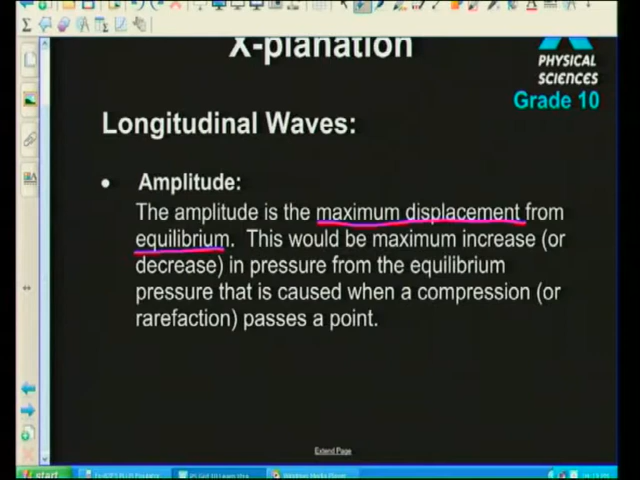 X-planation
PHYSICAL
SCIENCES
Grade 10
Longitudinal Waves:
• Amplitude:
The amplitude is the maximum displacement from
equilibrium. This would be maximum increase (or
decrease) in pressure from the equilibrium
pressure that is caused when a compression (or
rarefaction) passes a point.
Extend Page
start